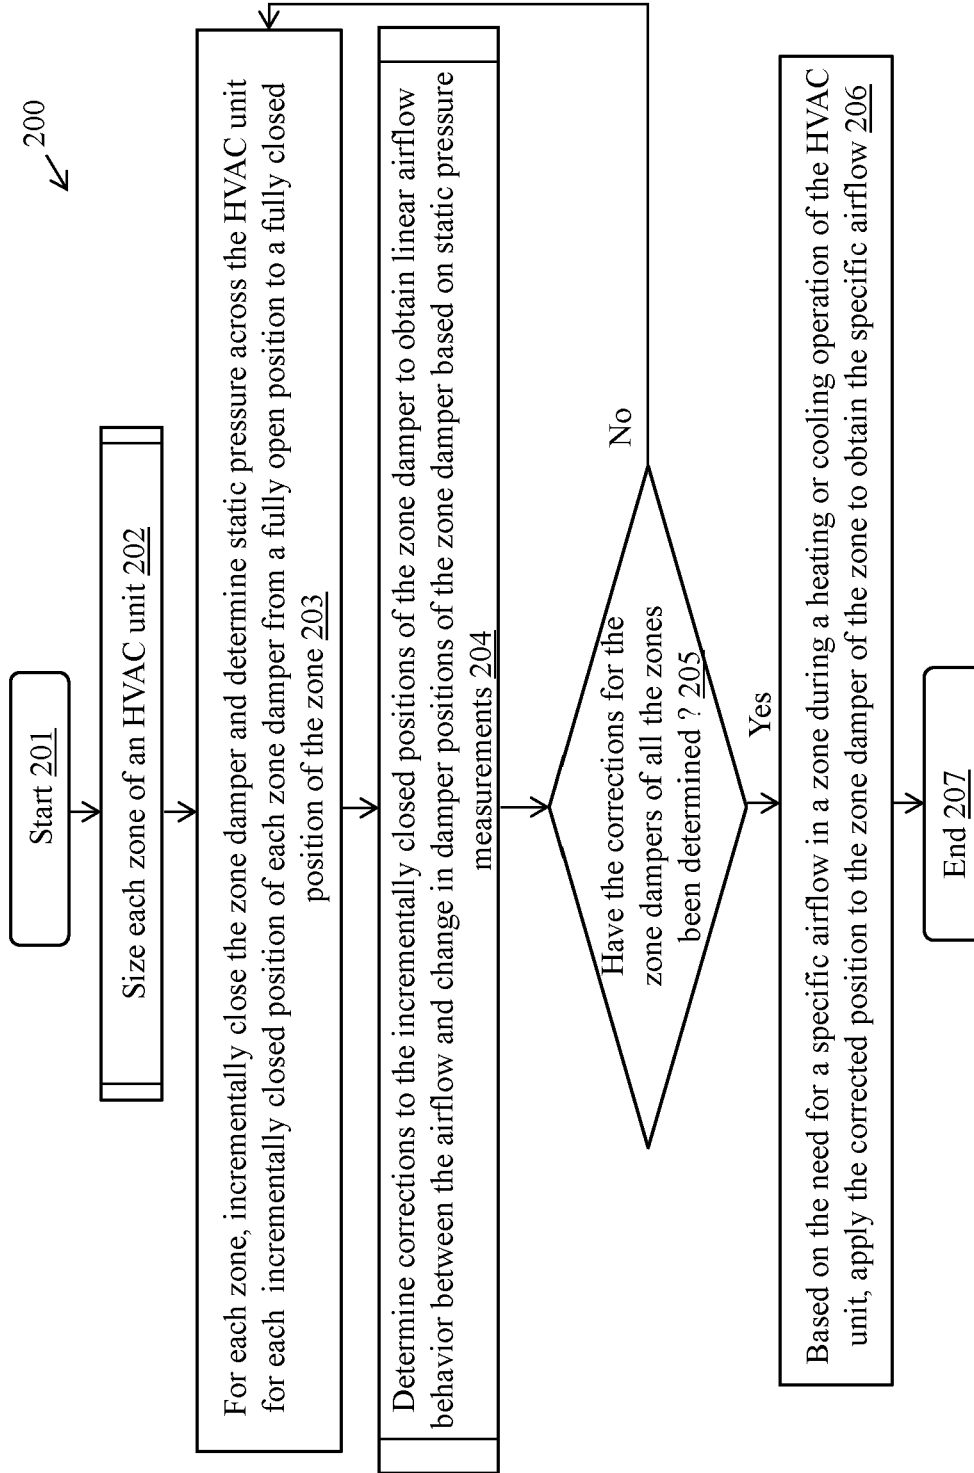 200
Start 201
Size each zone of an HVAC unit 202
For each zone, incrementally close the zone damper and determine static pressure across the HVAC unit
for each incrementally closed position of each zone damper from a fully open position to a fully closed
position of the zone 203
Determine corrections to the incrementally closed positions of the zone damper to obtain linear airflow
behavior between the airflow and change in damper positions of the zone damper based on static pressure
measurements 204
Have the corrections for the
zone dampers of all the zones
been determined ? 205
No
Yes
Based on the need for a specific airflow in a zone during a heating or cooling operation of the HVAC
unit, apply the corrected position to the zone damper of the zone to obtain the specific airflow 206
End 207